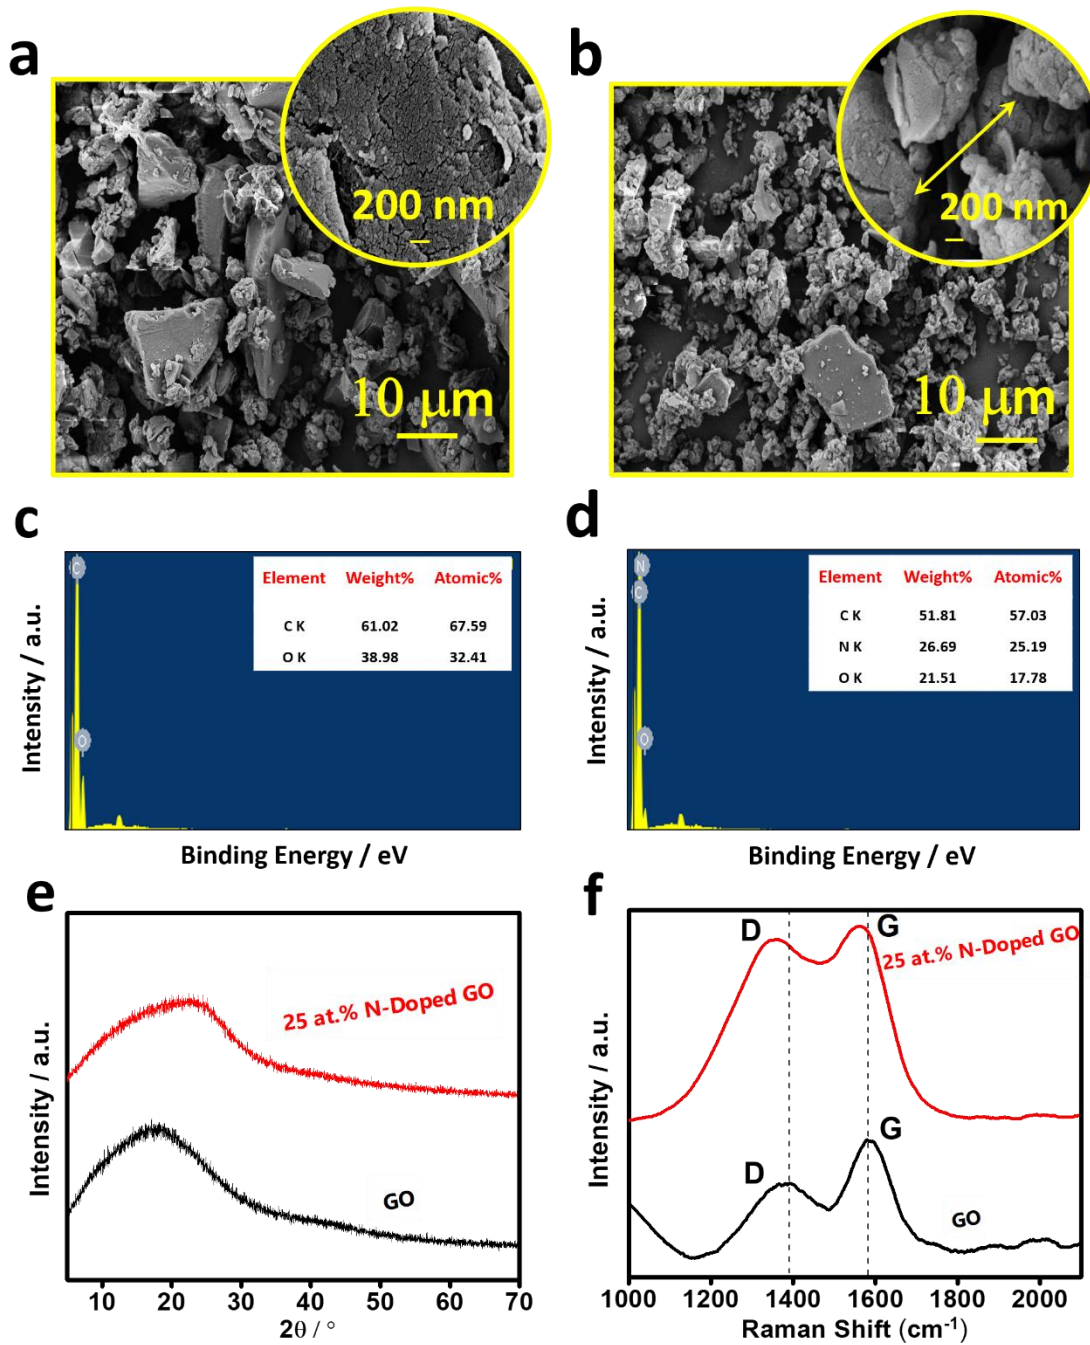 a
200 nm
10 µm
b
200 nm
10 µm
c
Intensity / a.u.
C
O
Element Weight% Atomic%
C K 61.02 67.59
O K 38.98 32.41
Binding Energy / eV
d
Intensity / a.u.
N
C
O
Element Weight% Atomic%
C K 51.81 57.03
N K 26.69 25.19
O K 21.51 17.78
Binding Energy / eV
e
Intensity / a.u.
25 at.% N-Doped GO
GO
10 20 30 40 50 60 70
2θ / °
f
Intensity / a.u.
D G
25 at.% N-Doped GO
D G
GO
1000 1200 1400 1600 1800 2000
Raman Shift (cm⁻¹)